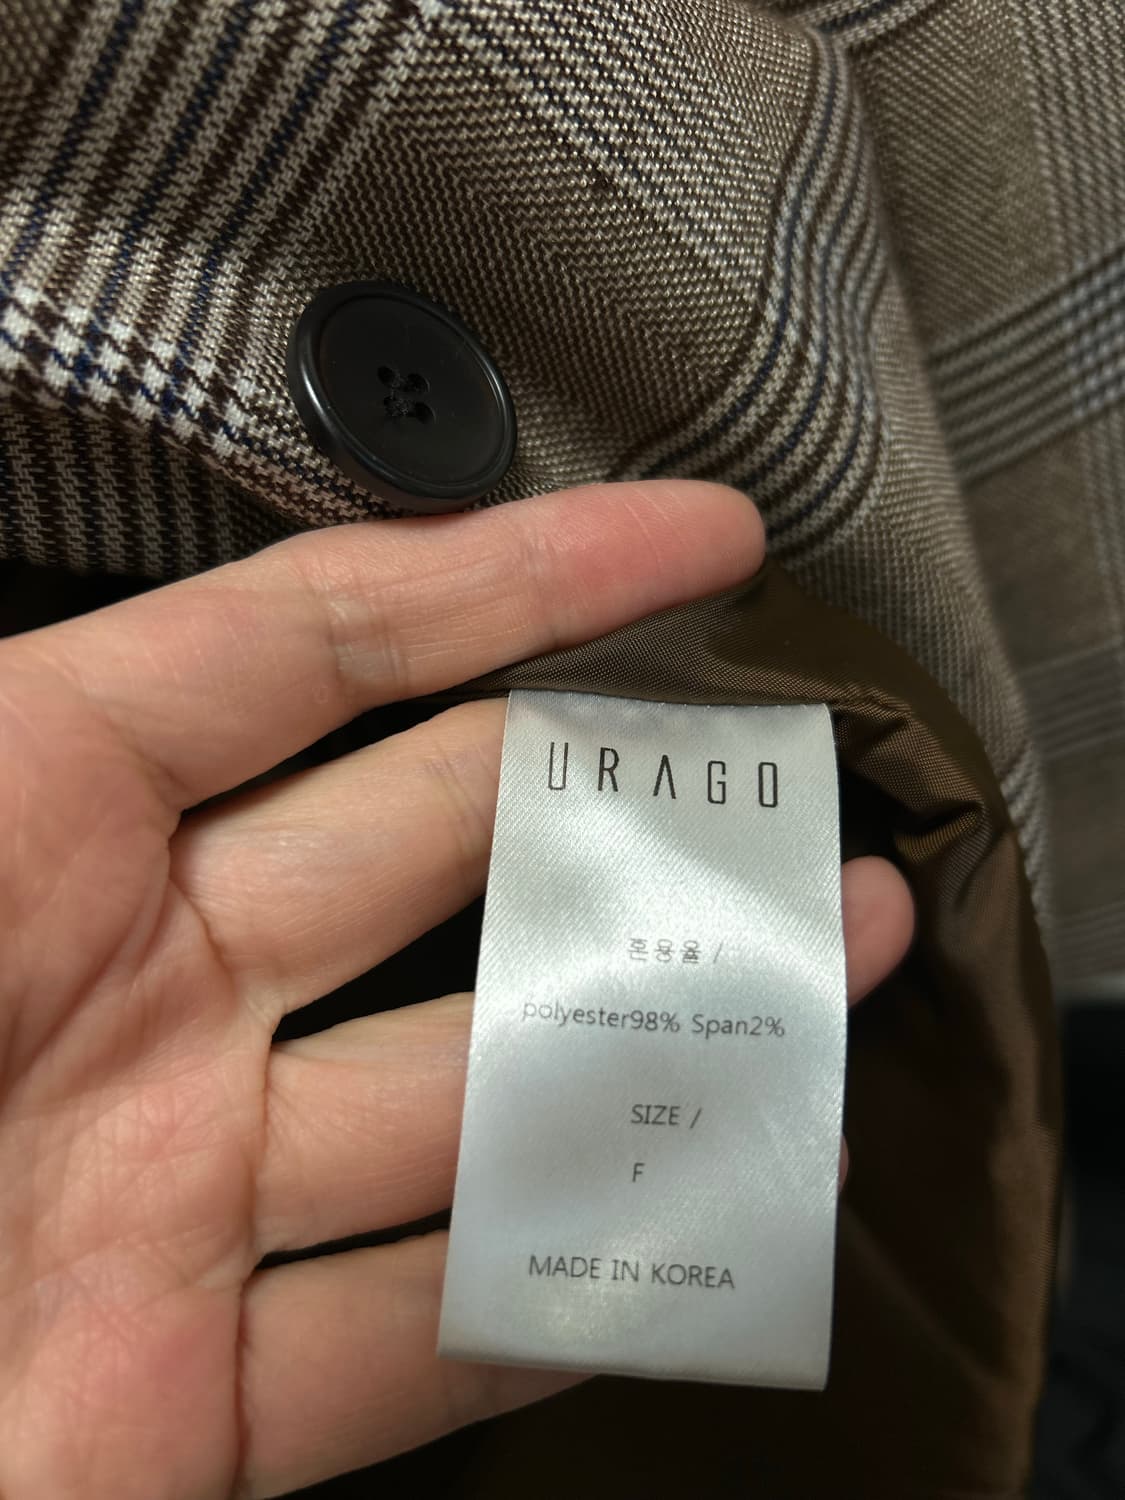 URAGO
혼용율 /
polyester98% Span2%
SIZE /
F
MADE IN KOREA